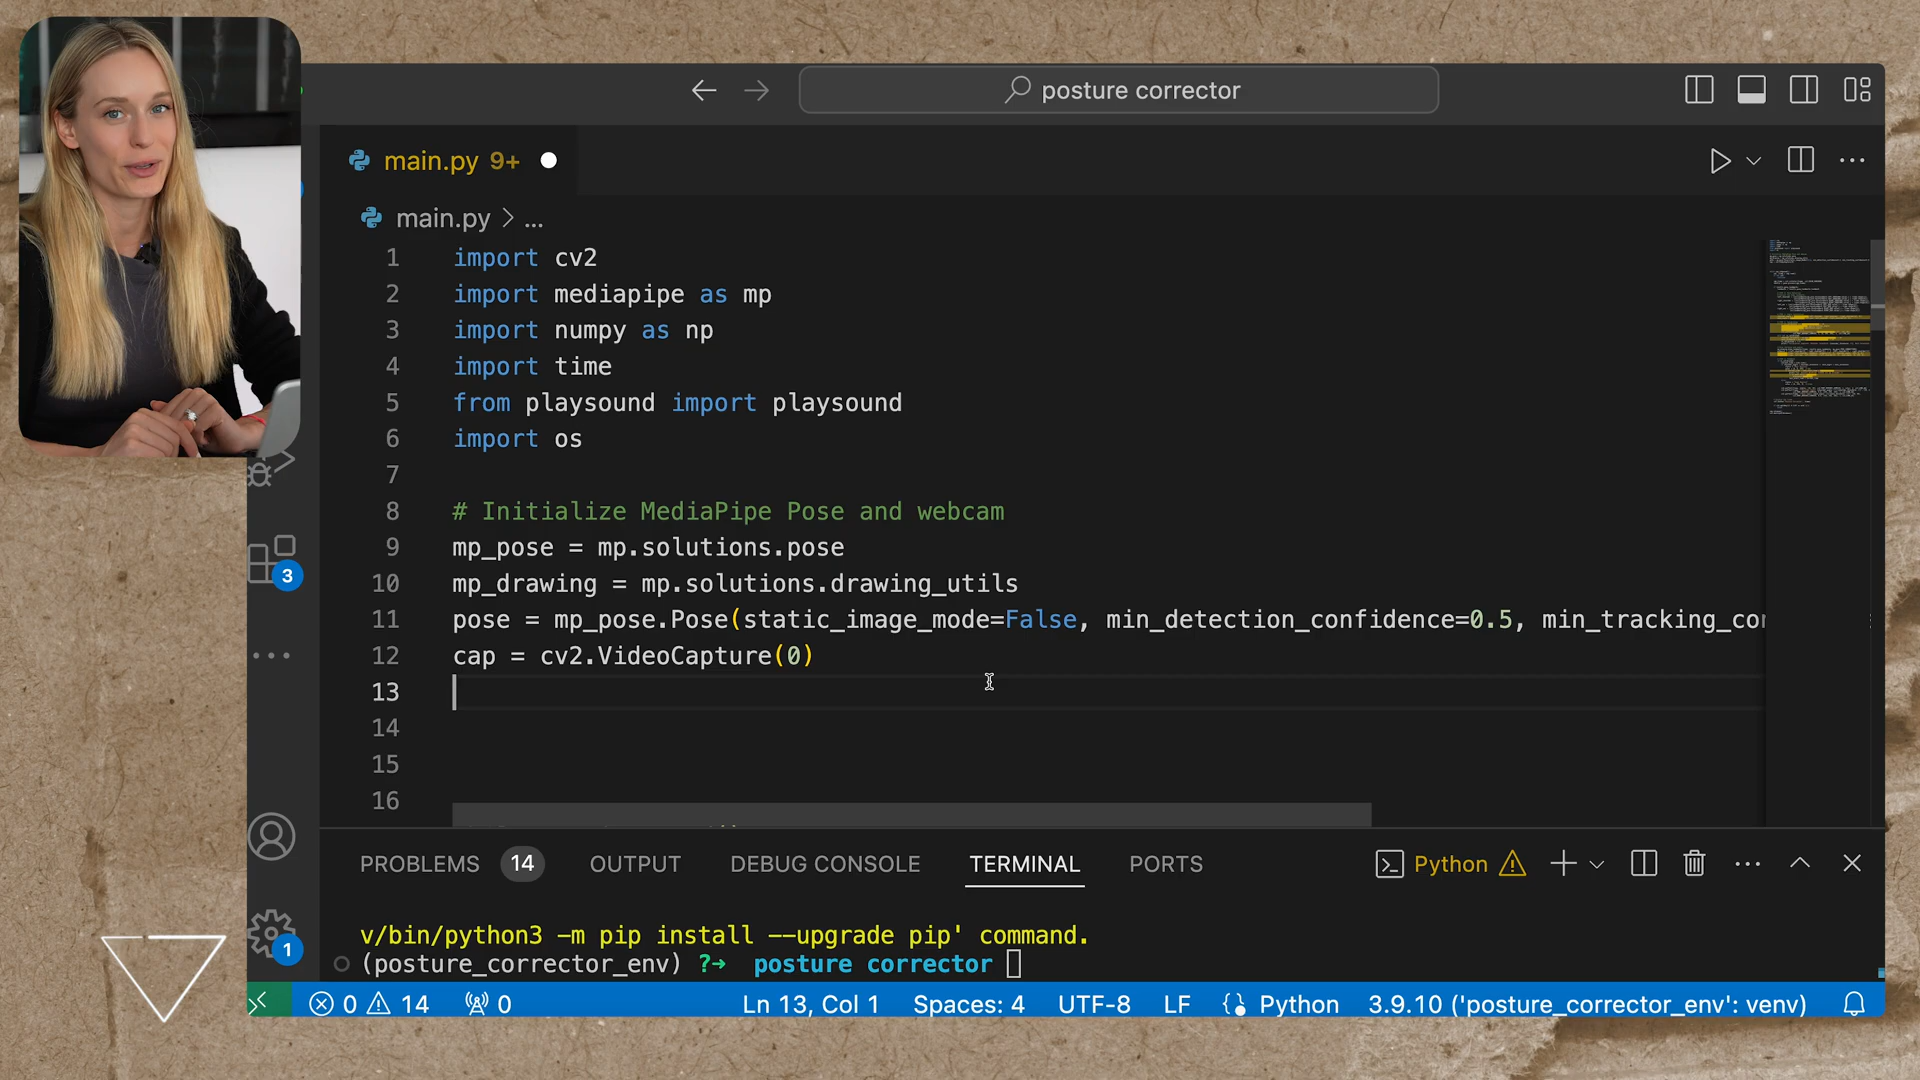 posture corrector
main.py 9+
main.py > ...
1 import cv2
2 import mediapipe as mp
3 import numpy as np
4 import time
5 from playsound import playsound
6 import os
7
8 # Initialize MediaPipe Pose and webcam
9 mp_pose = mp.solutions.pose
10 mp_drawing = mp.solutions.drawing_utils
11 pose = mp_pose.Pose(static_image_mode=False, min_detection_confidence=0.5, min_tracking_co
12 cap = cv2.VideoCapture(0)
13
14
15
16
3
1
PROBLEMS 14 OUTPUT DEBUG CONSOLE TERMINAL PORTS Python
v/bin/python3 -m pip install --upgrade pip' command.
(posture_corrector_env) ?→ posture corrector
0 14 0 Ln 13, Col 1 Spaces: 4 UTF-8 LF Python 3.9.10 ('posture_corrector_env': venv)